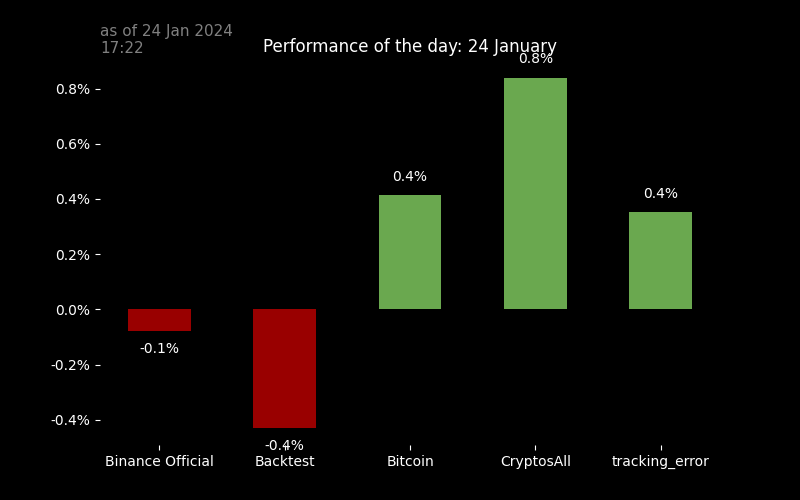 as of 24 Jan 2024
17:22
Performance of the day: 24 January
0.8%
0.6%
0.4%
0.2%
0.0%
-0.2%
-0.4%
-0.1%
-0.4%
0.4%
0.8%
0.4%
Binance Official
Backtest
Bitcoin
CryptosAll
tracking_error